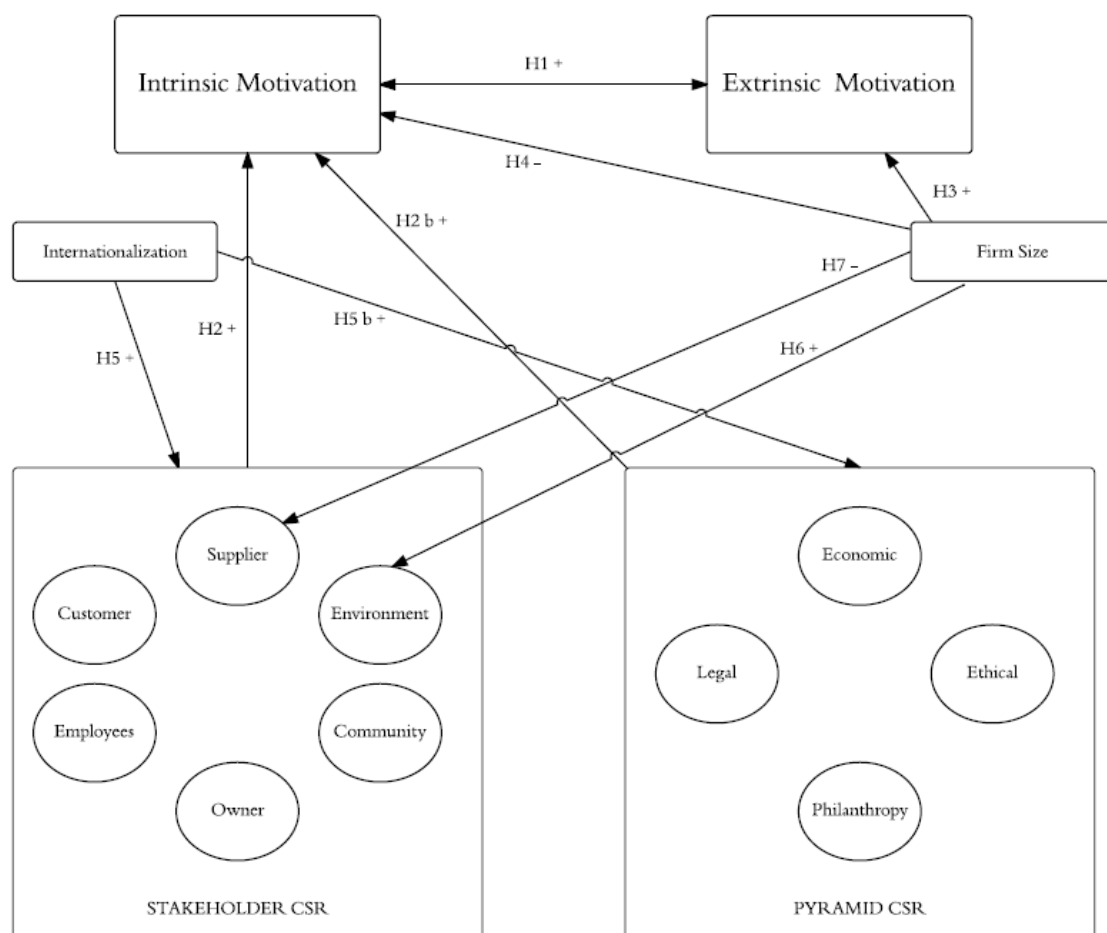 H1 +
Intrinsic Motivation
Extrinsic Motivation
H4 –
H3 +
H2 b +
Internationalization
Firm Size
H7 –
H5 b +
H2 +
H6 +
H5 +
Supplier
Economic
Customer
Environment
Legal
Ethical
Employees
Community
Owner
Philanthropy
STAKEHOLDER CSR
PYRAMID CSR